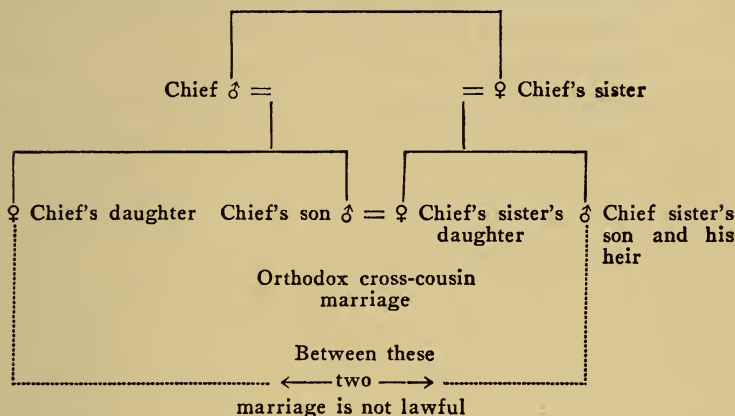 Chief ♂ = = ♀ Chief's sister
♀ Chief's daughter Chief's son ♂ = ♀ Chief's sister's daughter ♂ Chief sister's son and his heir
Orthodox cross-cousin
marriage
Between these
two
marriage is not lawful